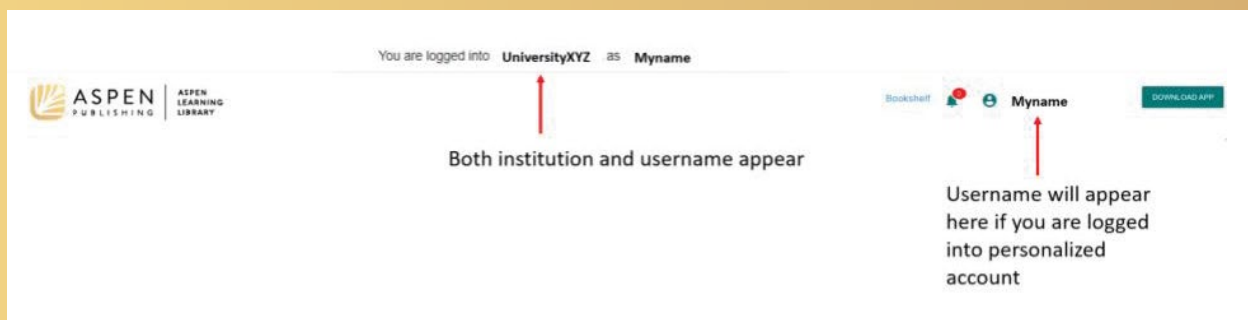 You are logged into UniversityXYZ as Myname
ASPEN
PUBLISHING
ASPEN
LEARNING
LIBRARY
Bookshelf
0
Myname
DOWNLOAD APP
Both institution and username appear
Username will appear
here if you are logged
into personalized
account